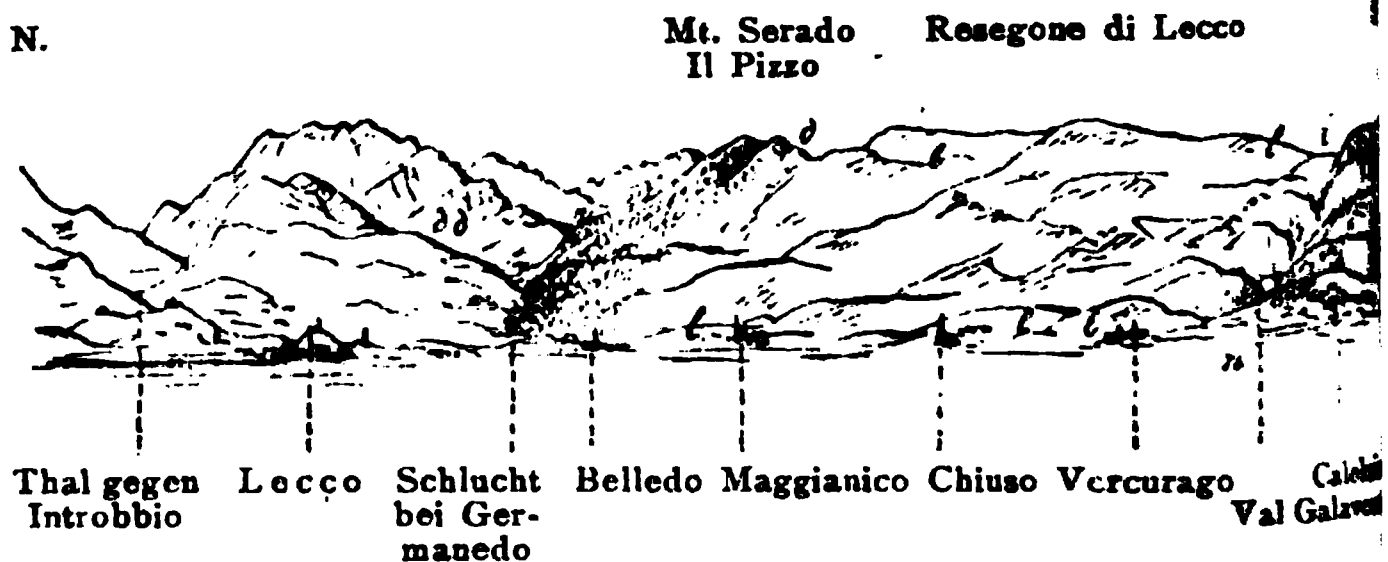 N.
Mt. Serado
Il Pizzo
Resegone di Lecco
∂
l
l
∂∂
l
l
l
Thal gegen
Introbbio
Lecco
Schlucht
bei Ger-
manedo
Belledo
Maggianico
Chiuso
Vercurago
Val